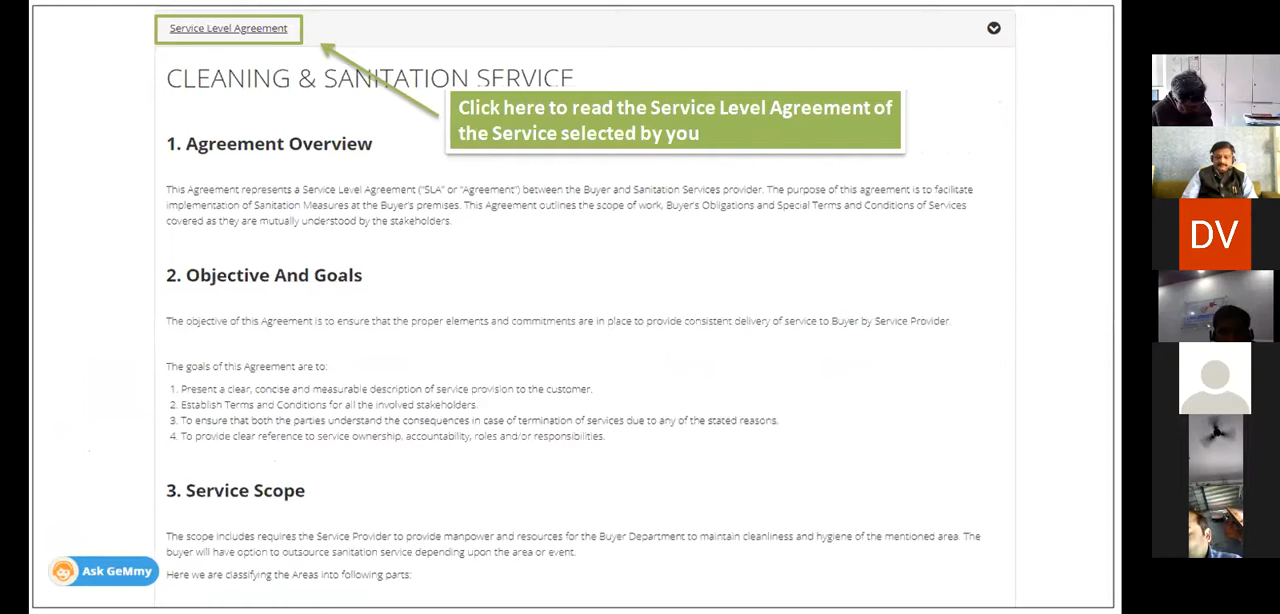 Service Level Agreement
CLEANING & SANITATION SERVICE
Click here to read the Service Level Agreement of
the Service selected by you
1. Agreement Overview
This Agreement represents a Service Level Agreement ("SLA" or "Agreement") between the Buyer and Sanitation Services provider. The purpose of this agreement is to facilitate
implementation of Sanitation Measures at the Buyer's premises. This Agreement outlines the scope of work, Buyer's Obligations and Special Terms and Conditions of Services
covered as they are mutually understood by the stakeholders.
2. Objective And Goals
The objective of this Agreement is to ensure that the proper elements and commitments are in place to provide consistent delivery of service to Buyer by Service Provider.
The goals of this Agreement are to:
1. Present a clear, concise and measurable description of service provision to the customer.
2. Establish Terms and Conditions for all the involved stakeholders.
3. To ensure that both the parties understand the consequences in case of termination of services due to any of the stated reasons.
4. To provide clear reference to service ownership, accountability, roles and/or responsibilities.
3. Service Scope
The scope includes requires the Service Provider to provide manpower and resources for the Buyer Department to maintain cleanliness and hygiene of the mentioned area. The
buyer will have option to outsource sanitation service depending upon the area or event.
Here we are classifying the Areas into following parts:
Ask GeMmy
DV